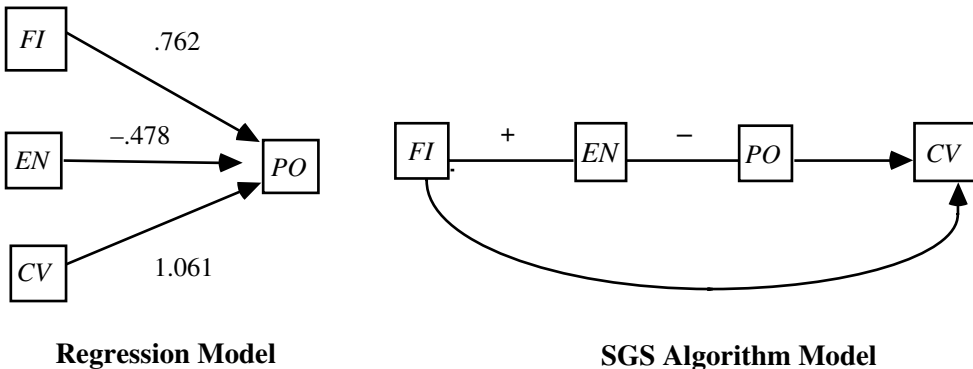 FI
.762
EN
–.478
PO
CV
1.061
Regression Model
FI
+
EN
–
PO
CV
SGS Algorithm Model